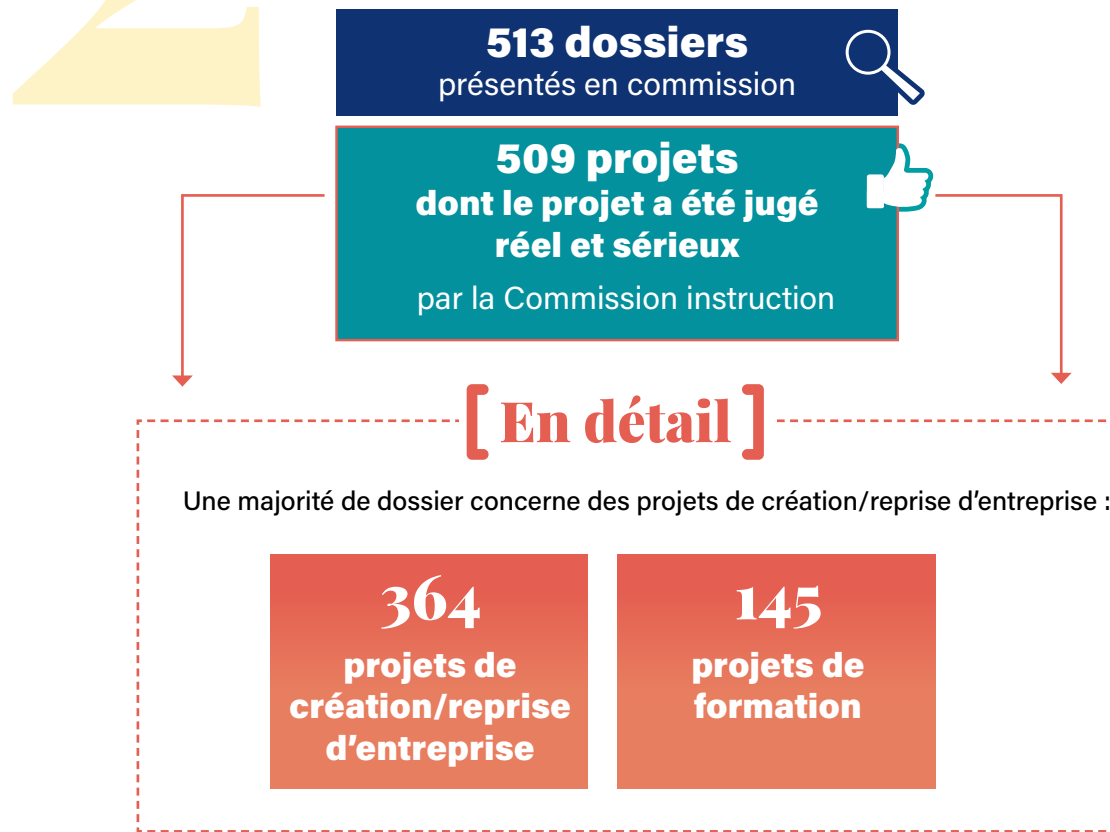 513 dossiers
présentés en commission
509 projets
dont le projet a été jugé
réel et sérieux
par la Commission instruction
[ En détail ]
Une majorité de dossier concerne des projets de création/reprise d'entreprise :
364
projets de
création/reprise
d'entreprise
145
projets de
formation